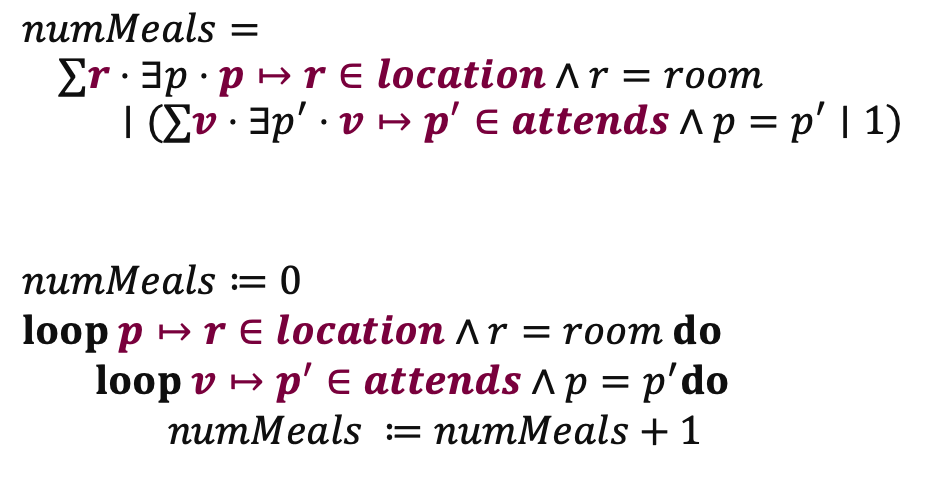 numMeals =
∑r · ∃p · p ↦ r ∈ location ∧ r = room
| (∑v · ∃p′ · v ↦ p′ ∈ attends ∧ p = p′ | 1)
numMeals ≔ 0
loop p ↦ r ∈ location ∧ r = room do
loop v ↦ p′ ∈ attends ∧ p = p′do
numMeals ≔ numMeals + 1